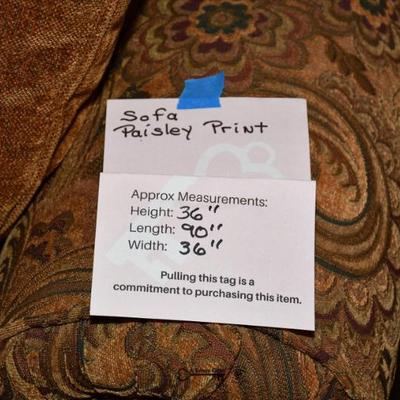 Sofa
Paisley Print
Approx Measurements:
Height: 36"
Length: 90"
Width: 36"
Pulling this tag is a
commitment to purchasing this item.